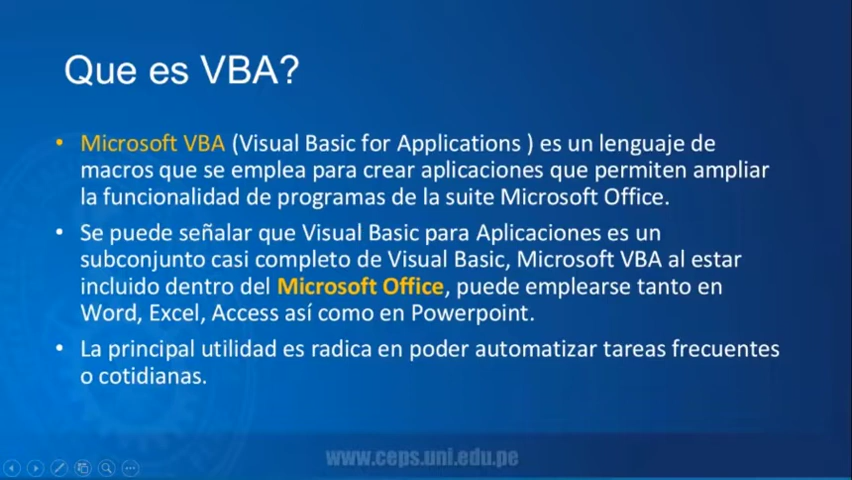 Que es VBA?
• Microsoft VBA (Visual Basic for Applications ) es un lenguaje de
macros que se emplea para crear aplicaciones que permiten ampliar
la funcionalidad de programas de la suite Microsoft Office.
• Se puede señalar que Visual Basic para Aplicaciones es un
subconjunto casi completo de Visual Basic, Microsoft VBA al estar
incluido dentro del Microsoft Office, puede emplearse tanto en
Word, Excel, Access así como en Powerpoint.
• La principal utilidad es radica en poder automatizar tareas frecuentes
o cotidianas.
www.ceps.uni.edu.pe